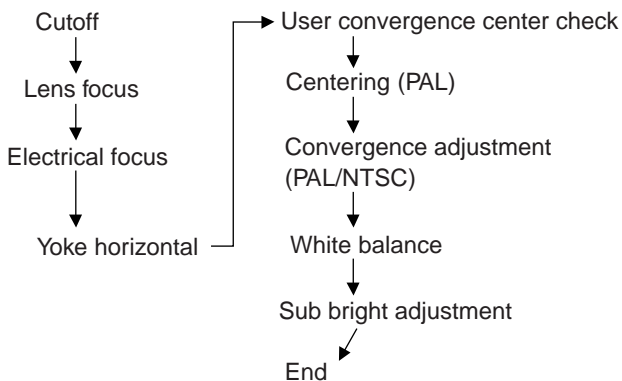 Cutoff
Lens focus
Electrical focus
Yoke horizontal
User convergence center check
Centering (PAL)
Convergence adjustment
(PAL/NTSC)
White balance
Sub bright adjustment
End